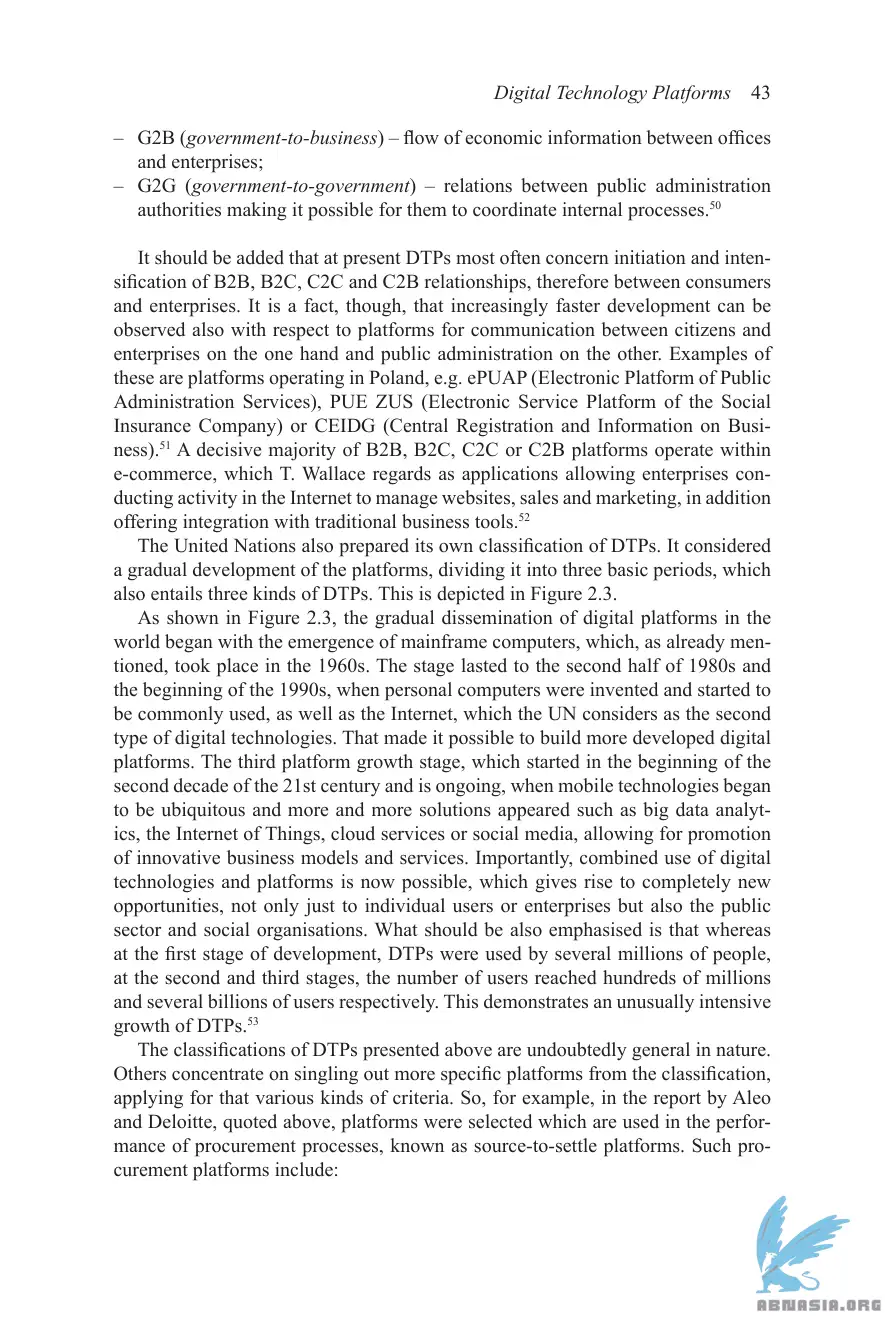 Digital Technology Platforms 43
– G2B (government-to-business) – flow of economic information between offices
and enterprises;
– G2G (government-to-government) – relations between public administration
authorities making it possible for them to coordinate internal processes.50
It should be added that at present DTPs most often concern initiation and inten-
sification of B2B, B2C, C2C and C2B relationships, therefore between consumers
and enterprises. It is a fact, though, that increasingly faster development can be
observed also with respect to platforms for communication between citizens and
enterprises on the one hand and public administration on the other. Examples of
these are platforms operating in Poland, e.g. ePUAP (Electronic Platform of Public
Administration Services), PUE ZUS (Electronic Service Platform of the Social
Insurance Company) or CEIDG (Central Registration and Information on Busi-
ness).51 A decisive majority of B2B, B2C, C2C or C2B platforms operate within
e-commerce, which T. Wallace regards as applications allowing enterprises con-
ducting activity in the Internet to manage websites, sales and marketing, in addition
offering integration with traditional business tools.52
The United Nations also prepared its own classification of DTPs. It considered
a gradual development of the platforms, dividing it into three basic periods, which
also entails three kinds of DTPs. This is depicted in Figure 2.3.
As shown in Figure 2.3, the gradual dissemination of digital platforms in the
world began with the emergence of mainframe computers, which, as already men-
tioned, took place in the 1960s. The stage lasted to the second half of 1980s and
the beginning of the 1990s, when personal computers were invented and started to
be commonly used, as well as the Internet, which the UN considers as the second
type of digital technologies. That made it possible to build more developed digital
platforms. The third platform growth stage, which started in the beginning of the
second decade of the 21st century and is ongoing, when mobile technologies began
to be ubiquitous and more and more solutions appeared such as big data analyt-
ics, the Internet of Things, cloud services or social media, allowing for promotion
of innovative business models and services. Importantly, combined use of digital
technologies and platforms is now possible, which gives rise to completely new
opportunities, not only just to individual users or enterprises but also the public
sector and social organisations. What should be also emphasised is that whereas
at the first stage of development, DTPs were used by several millions of people,
at the second and third stages, the number of users reached hundreds of millions
and several billions of users respectively. This demonstrates an unusually intensive
growth of DTPs.53
The classifications of DTPs presented above are undoubtedly general in nature.
Others concentrate on singling out more specific platforms from the classification,
applying for that various kinds of criteria. So, for example, in the report by Aleo
and Deloitte, quoted above, platforms were selected which are used in the perfor-
mance of procurement processes, known as source-to-settle platforms. Such pro-
curement platforms include:
ABNASIA.ORG